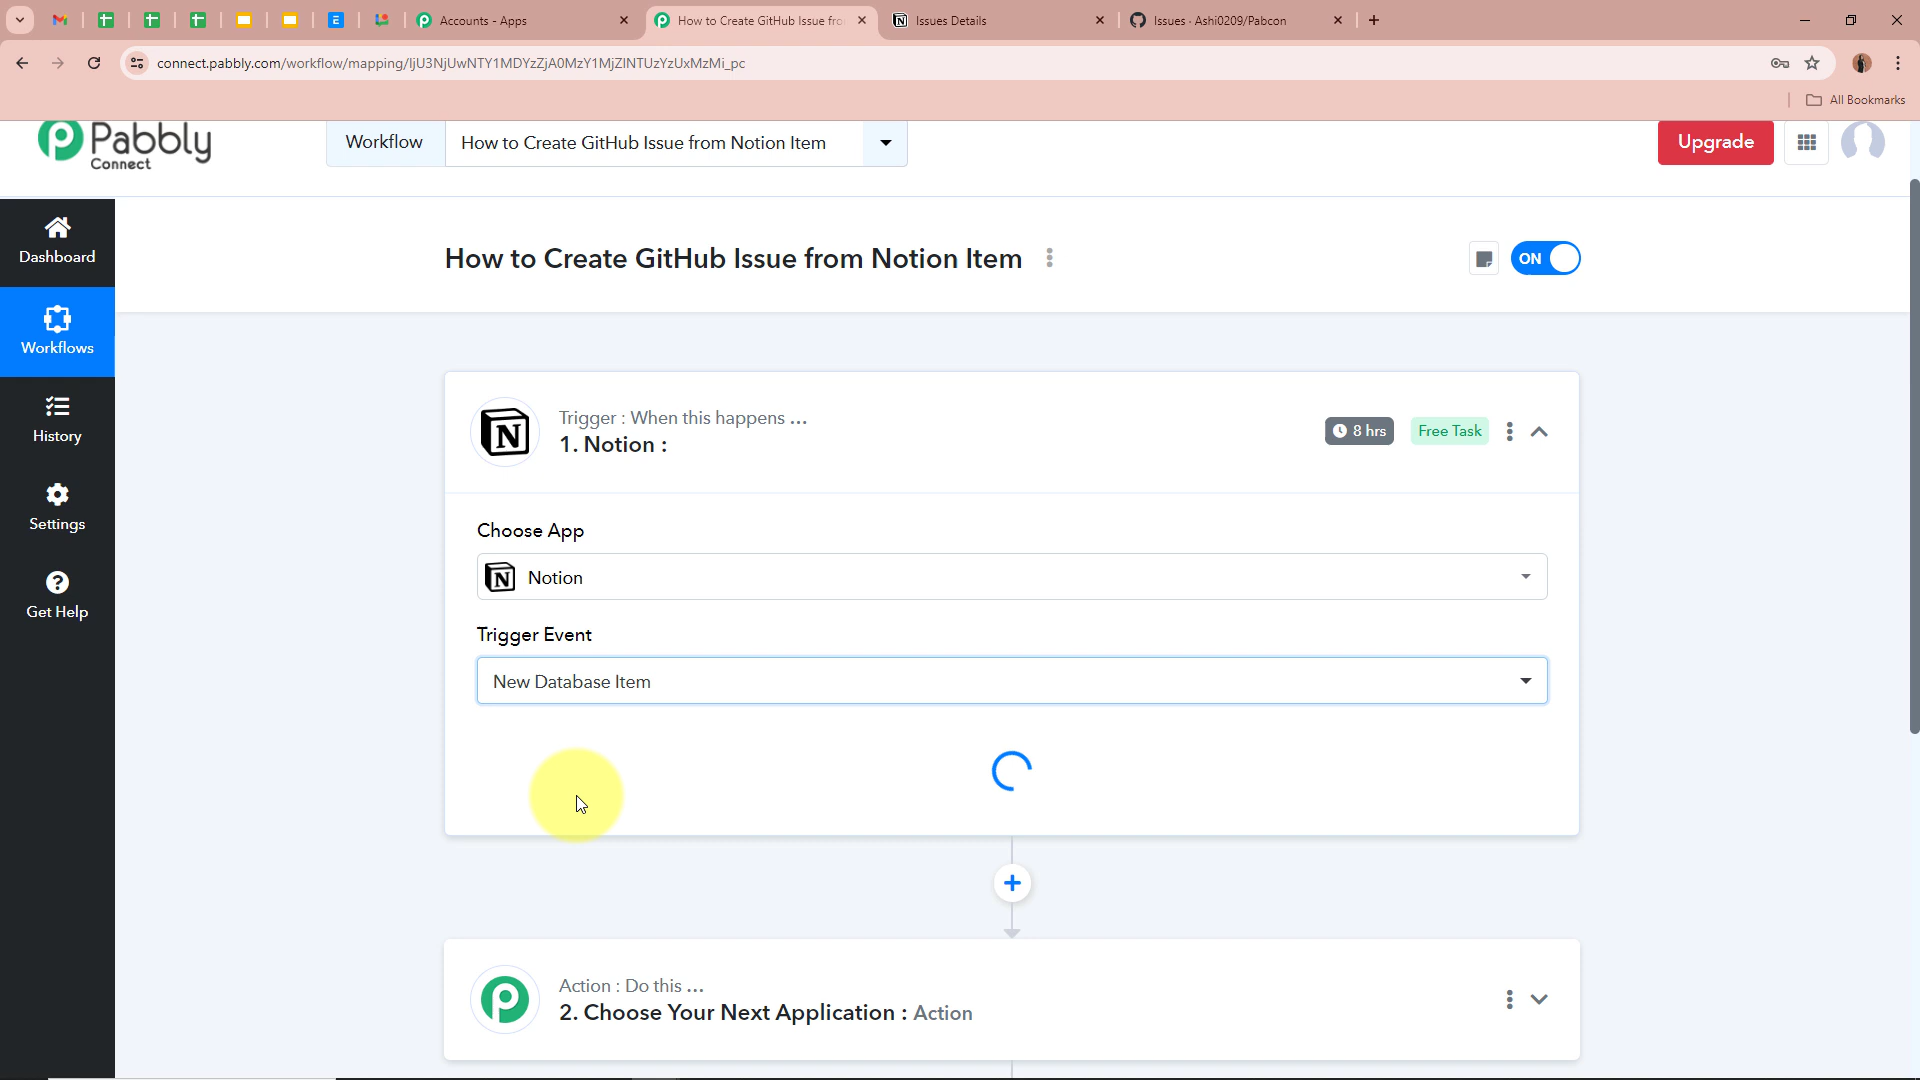 Accounts - Apps
How to Create GitHub Issue fro
Issues Details
Issues · Ashi0209/Pabcon
connect.pabbly.com/workflow/mapping/IjU3NjUwNTY1MDYzZjA0MzY1MjZlNTUzYzUxMzMi_pc
All Bookmarks
Pabbly
Connect
Workflow
How to Create GitHub Issue from Notion Item
Upgrade
Dashboard
Workflows
History
Settings
Get Help
How to Create GitHub Issue from Notion Item
ON
Trigger : When this happens ...
1. Notion :
8 hrs
Free Task
Choose App
Notion
Trigger Event
New Database Item
Action : Do this ...
2. Choose Your Next Application : Action